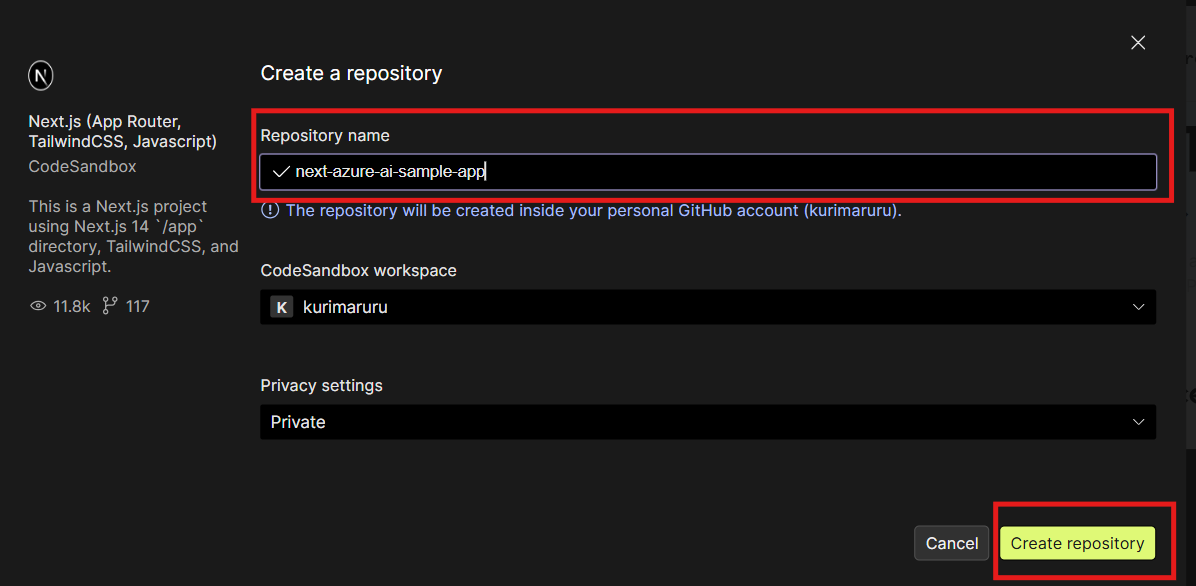 N
Next.js (App Router,
TailwindCSS, Javascript)
CodeSandbox
This is a Next.js project
using Next.js 14 `/app`
directory, TailwindCSS, and
Javascript.
11.8k 117
Create a repository
Repository name
next-azure-ai-sample-app
The repository will be created inside your personal GitHub account (kurimaruru).
CodeSandbox workspace
K kurimaruru
Privacy settings
Private
Cancel Create repository